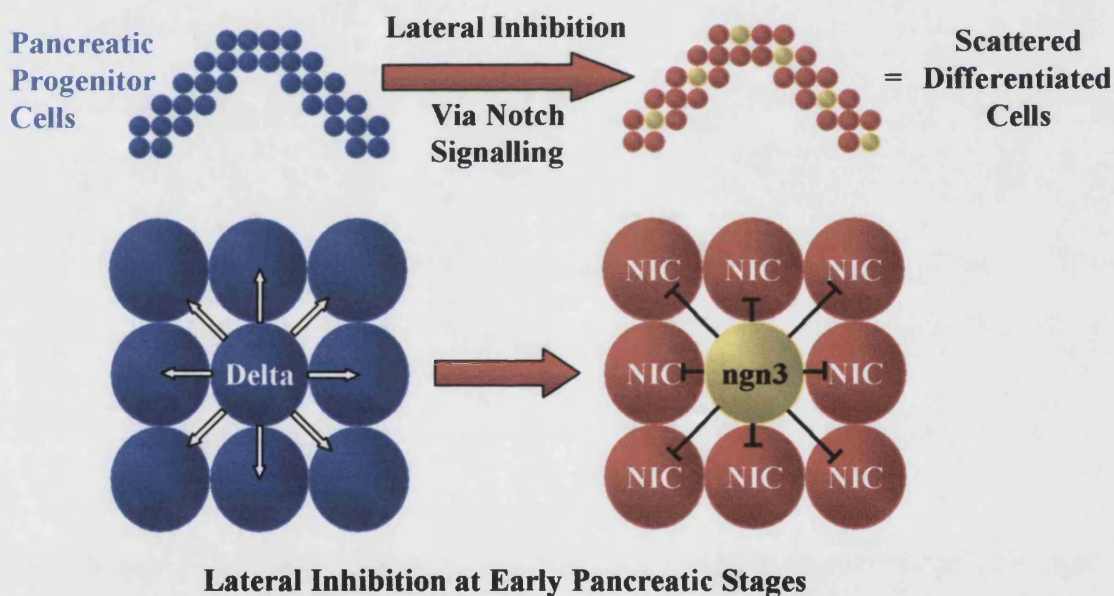 Pancreatic
Progenitor
Cells
Lateral Inhibition
Via Notch
Signalling
=
Scattered
Differentiated
Cells
Delta
NIC NIC NIC
NIC ngn3 NIC
NIC NIC NIC
Lateral Inhibition at Early Pancreatic Stages